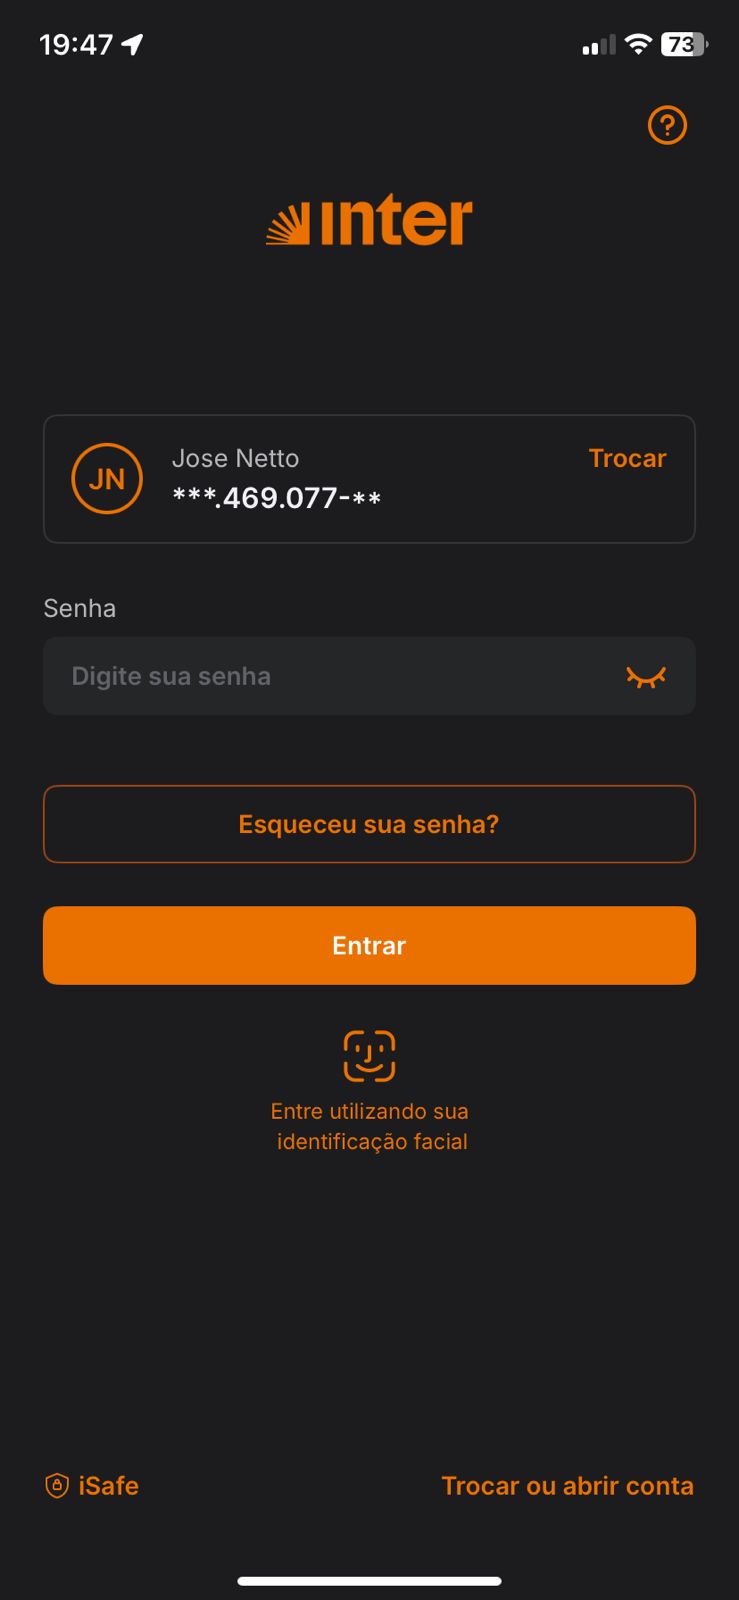 19:47
73
?
inter
JN
Jose Netto
Trocar
***.469.077-**
Senha
Digite sua senha
Esqueceu sua senha?
Entrar
Entre utilizando sua
identificação facial
iSafe
Trocar ou abrir conta